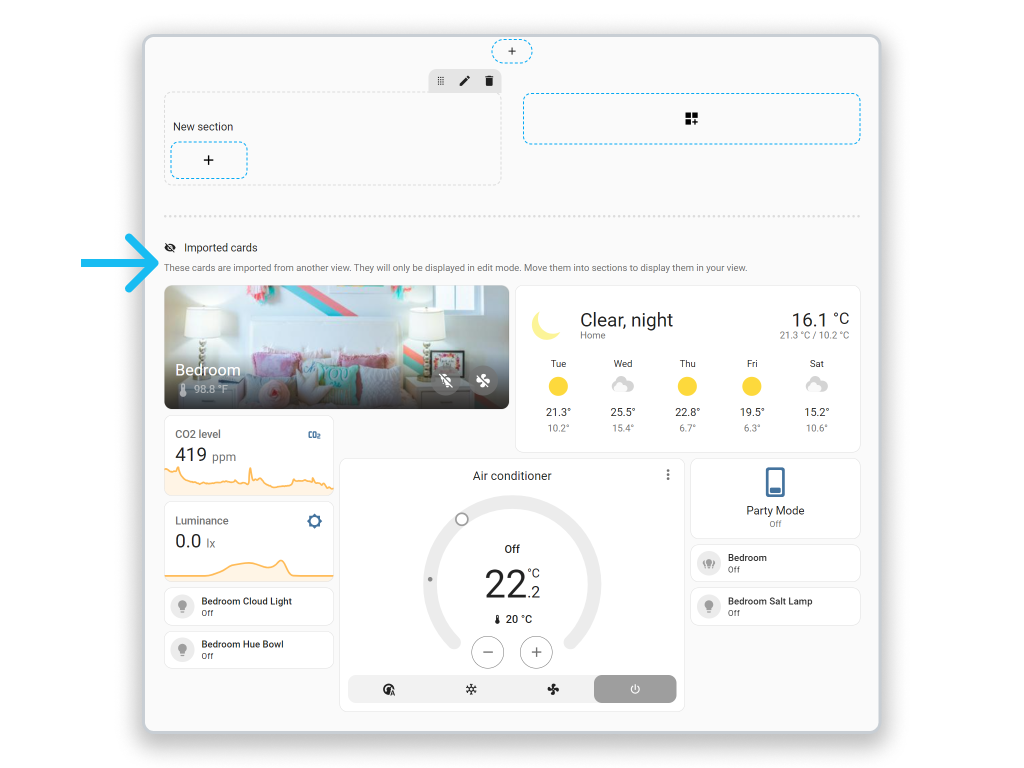 New section
Imported cards
These cards are imported from another view. They will only be displayed in edit mode. Move them into sections to display them in your view.
Bedroom
98.8 °F
Clear, night
Home
16.1 °C
21.3 °C / 10.2 °C
Tue Wed Thu Fri Sat
21.3° 25.5° 22.8° 19.5° 15.2°
10.2° 15.4° 6.7° 6.3° 10.6°
CO2 level
CO2
419 ppm
Luminance
0.0 lx
Bedroom Cloud Light
Off
Bedroom Hue Bowl
Off
Air conditioner
Off
22.2 °C
20 °C
A
Party Mode
Off
Bedroom
Off
Bedroom Salt Lamp
Off